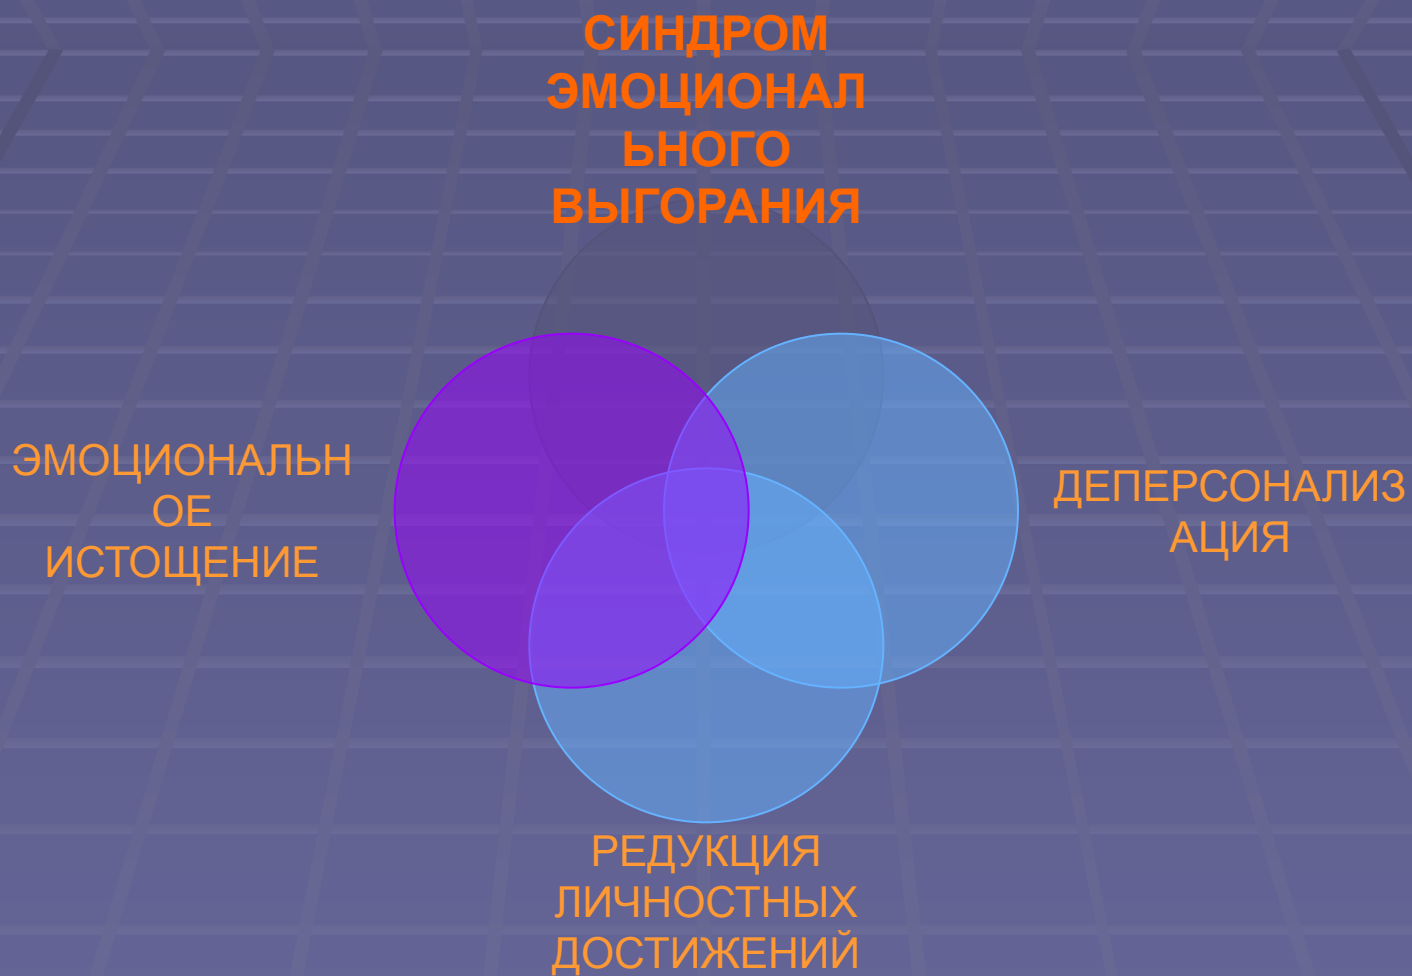 СИНДРОМ
ЭМОЦИОНАЛ
ЬНОГО
ВЫГОРАНИЯ
ЭМОЦИОНАЛЬН
ОЕ
ИСТОЩЕНИЕ
ДЕПЕРСОНАЛИЗ
АЦИЯ
РЕДУКЦИЯ
ЛИЧНОСТНЫХ
ДОСТИЖЕНИЙ